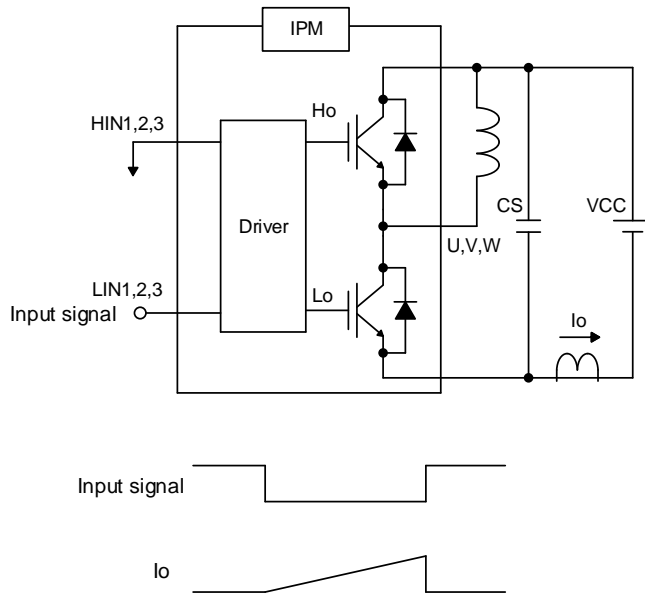 IPM
HIN1,2,3
Ho
Driver
CS
VCC
U,V,W
LIN1,2,3
Input signal
Lo
Io
Input signal
Io